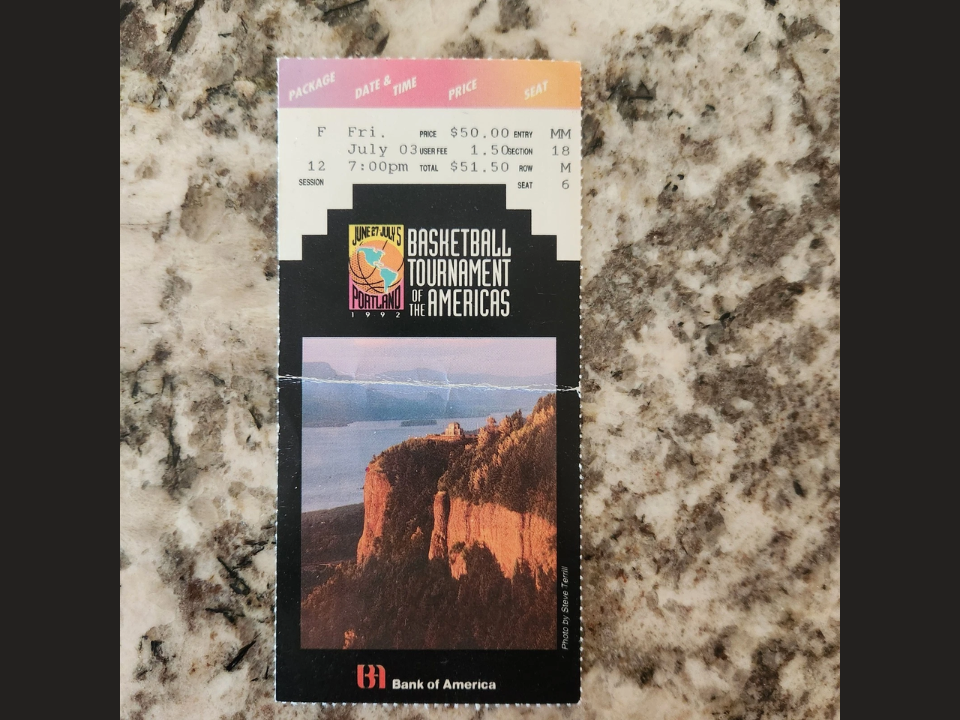 PACKAGE DATE & TIME PRICE SEAT
F Fri. PRICE $50.00 ENTRY MM
July 03 USER FEE 1.50 SECTION 18
12 7:00pm TOTAL $51.50 ROW M
SESSION SEAT 6
JUNE 27 JULY 5
PORTLAND
1992
BASKETBALL
TOURNAMENT
OF THE AMERICAS
Photo by Steve Terrill
BA Bank of America